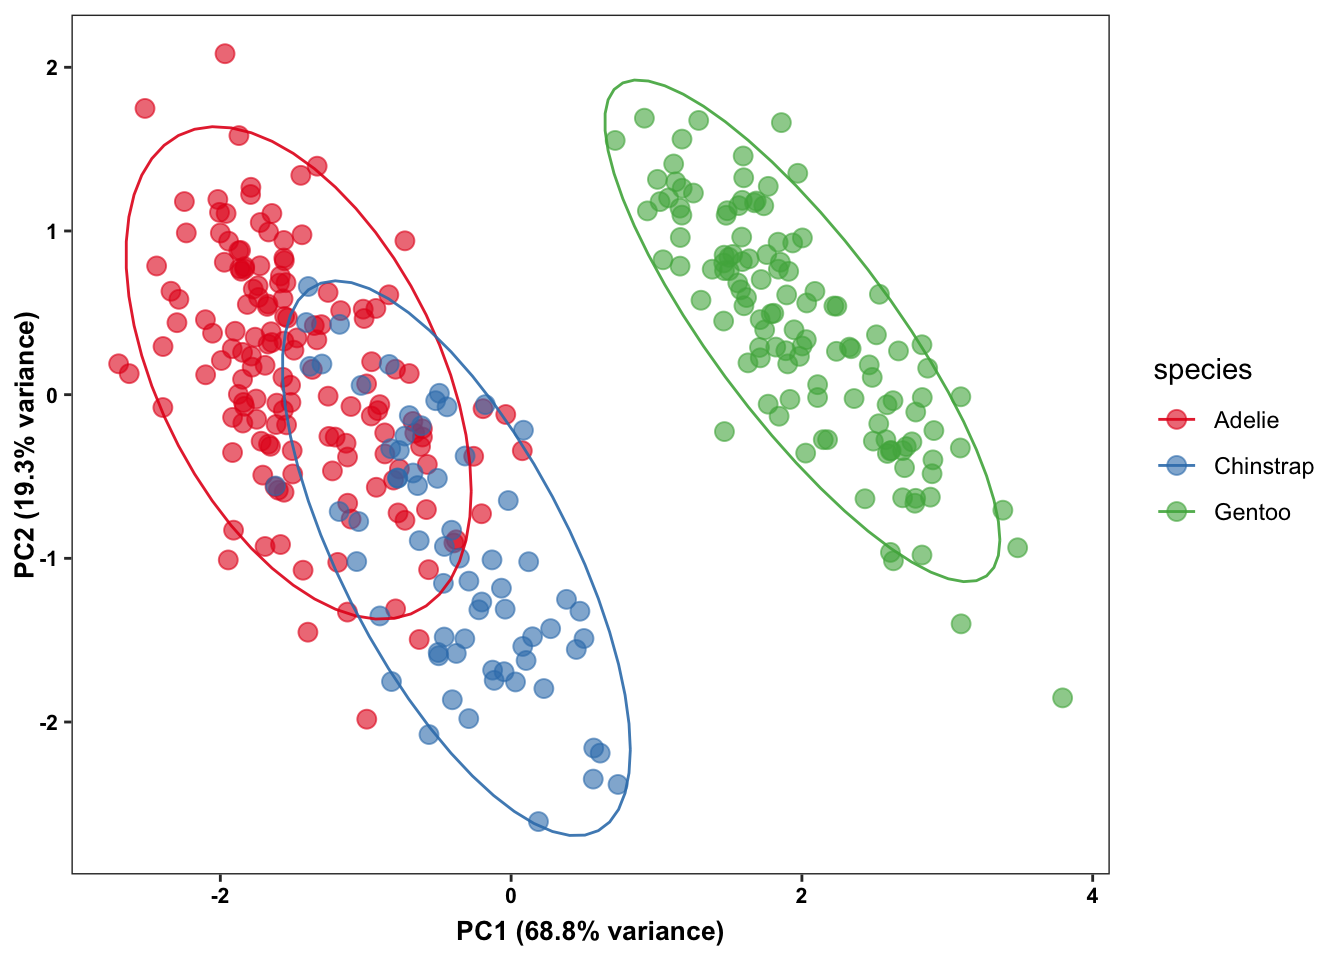 2
1
0
-1
-2
PC2 (19.3% variance)
-2
0
2
4
PC1 (68.8% variance)
species
Adelie
Chinstrap
Gentoo